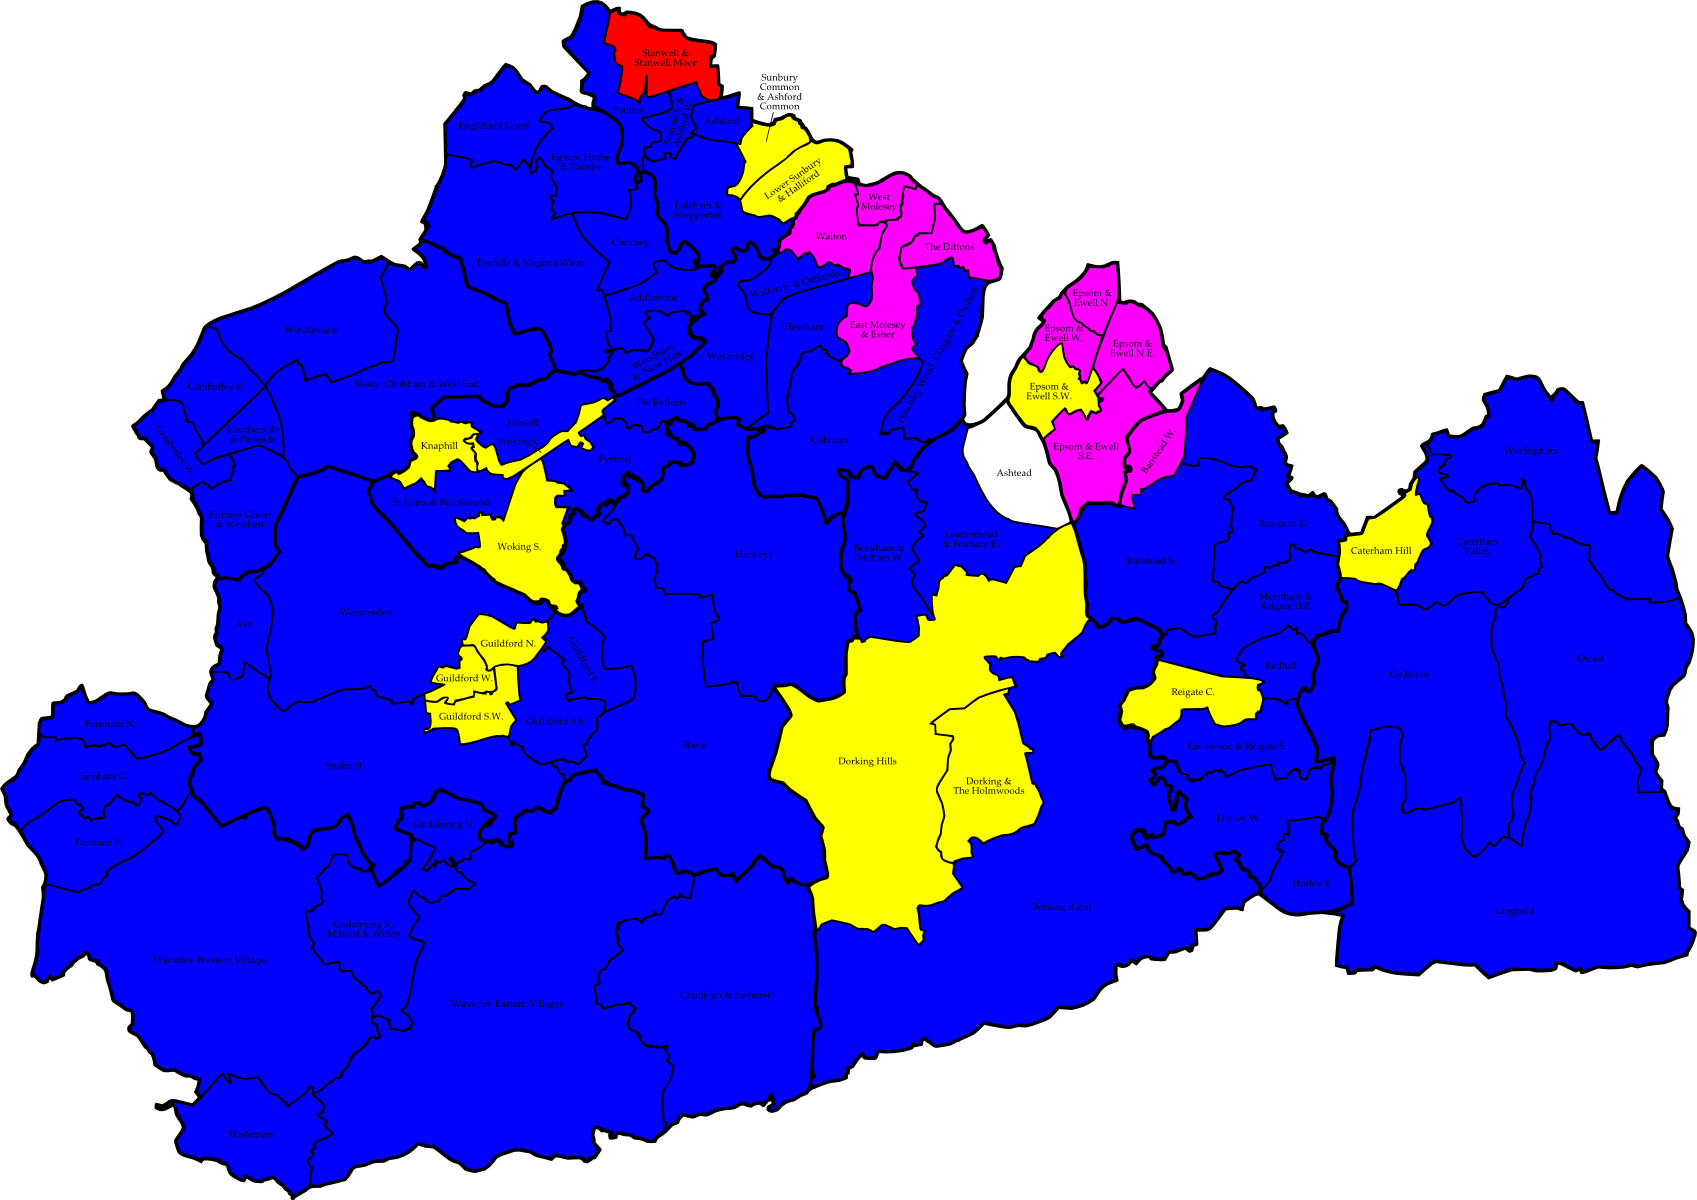 Stanwell &
Stanwell Moor
Sunbury
Common
& Ashford
Common
Staines
Ashford
Englefield Green
Egham Hythe
& Thorpe
Lower Sunbury
& Halliford
Laleham &
Shepperton
West
Molesey
Walton
The Dittons
Chertsey
Foxhills & Virginia Water
Walton S. & Oatlands
Addlestone
Epsom &
Ewell N.
Windlesham
Hersham
East Molesey
& Esher
Epsom &
Ewell W.
Epsom &
Ewell N.E.
Weybridge
Woodham
& New Haw
Hinchley Wood, Claygate & Oxshott
Camberley E.
Bisley, Chobham & West End
Epsom &
Ewell S.W.
The Byfleets
Horsell
Heatherside
& Parkside
Camberley W.
Knaphill
Woking C.
Cobham
Epsom & Ewell
S.E.
Banstead W.
Warlingham
Pyrford
Ashtead
St Johns & Brookwood
Frimley Green
& Mytchett
Banstead E.
Woking S.
Horsleys
Bookham &
Fetcham W.
Leatherhead
& Fetcham E.
Caterham Hill
Caterham
Valley
Banstead S.
Merstham &
Reigate Hill.
Worplesdon
Ash
Guildford N.
Guildford E.
Guildford W.
Redhill
Godstone
Oxted
Reigate C.
Guildford S.W.
Guildford S.E.
Farnham N.
Shere
Earlswood & Reigate S.
Shalford
Dorking Hills
Farnham C.
Dorking &
The Holmwoods
Godalming N.
Horley W.
Farnham S.
Horley E.
Dorking Rural
Lingfield
Godalming S.,
Milford & Witley
Waverley Western Villages
Cranleigh & Ewhurst
Waverley Eastern Villages
Haslemere